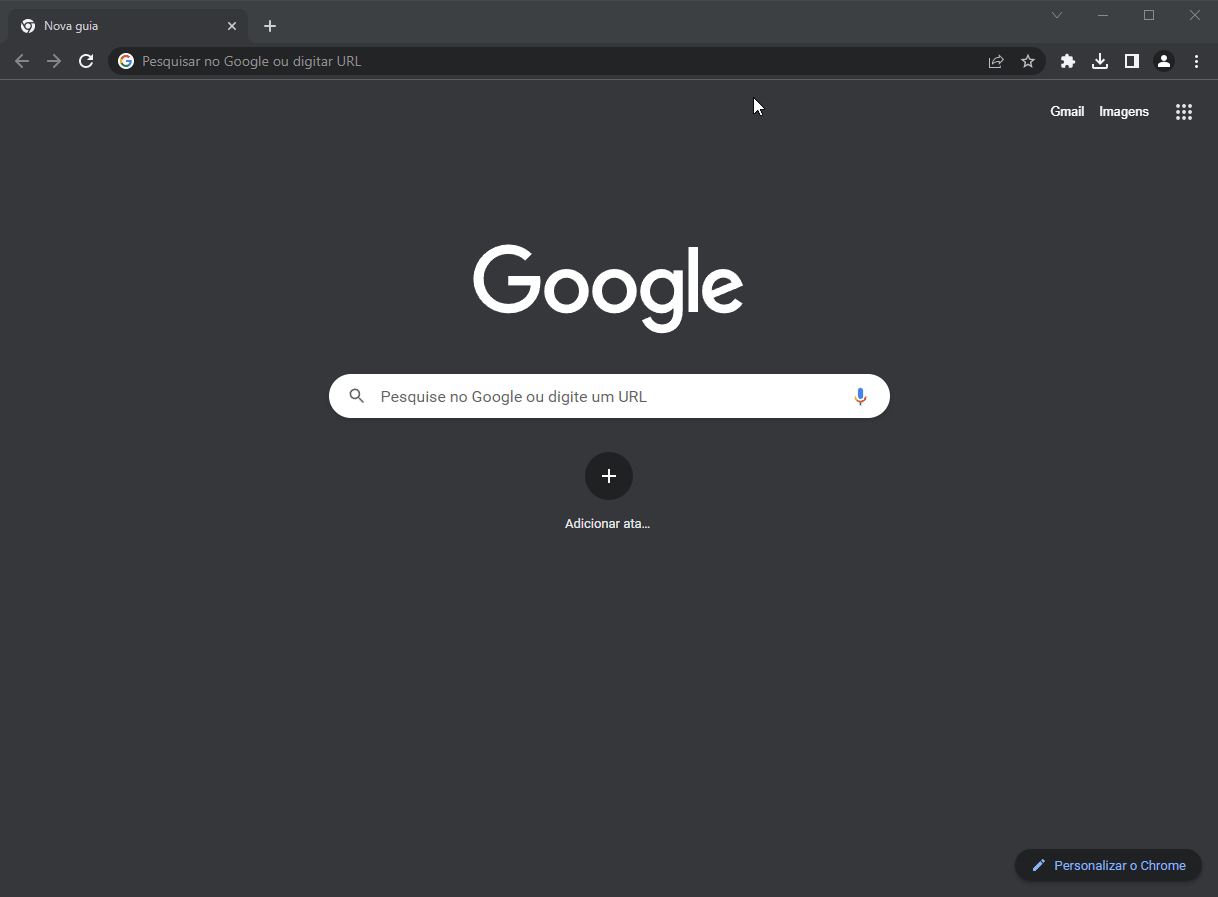 Nova guia
Pesquisar no Google ou digitar URL
Gmail Imagens
Google
Pesquise no Google ou digite um URL
Adicionar ata...
Personalizar o Chrome